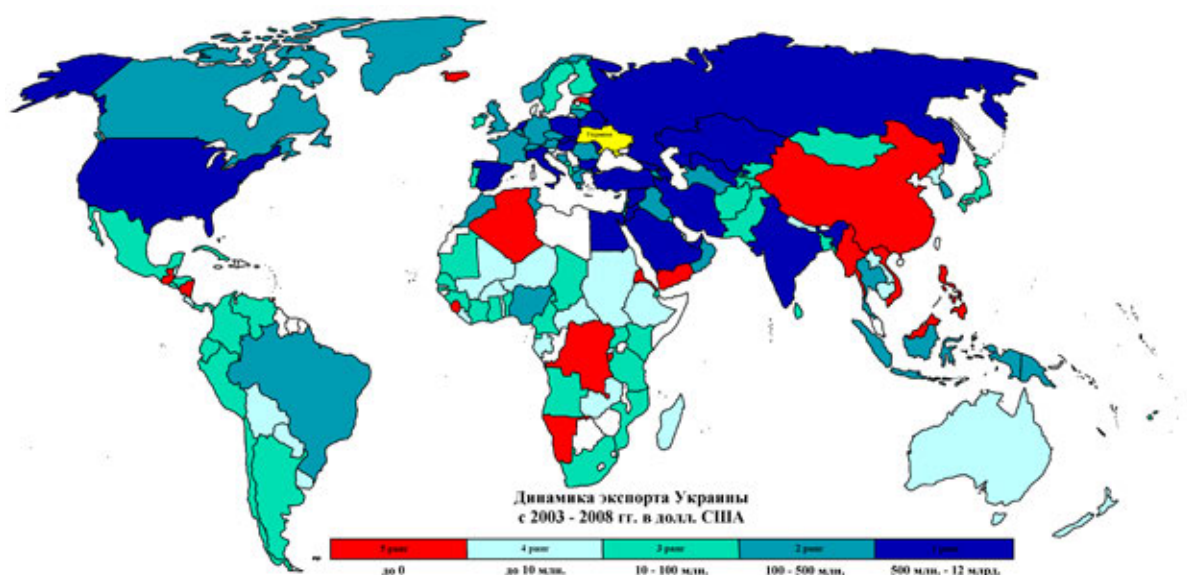 Украина
Динамика экспорта Украины
с 2003 - 2008 гг. в долл. США
5 ранг 4 ранг 3 ранг 2 ранг 1 ранг
до 0 до 10 млн. 10 - 100 млн. 100 - 500 млн. 500 млн. - 12 млрд.